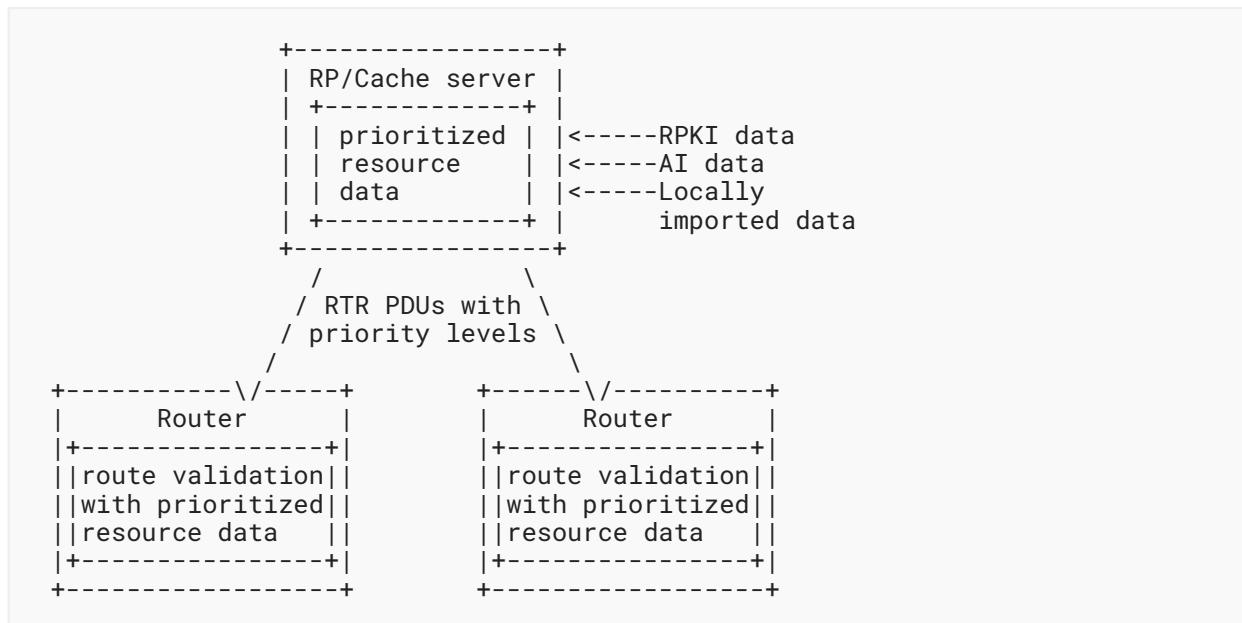 RP/Cache server
prioritized <-----RPKI data
resource <-----AI data
data <-----Locally
imported data
RTR PDUs with
priority levels
Router Router
route validation route validation
with prioritized with prioritized
resource data resource data